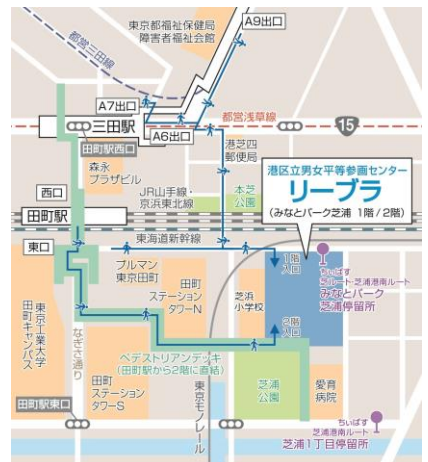 東京都福祉保健局
障害者福祉会館
A9出口
都営三田線
A7出口
都営浅草線
15
三田駅
A6出口
田町駅西口
港芝四
郵便局
森永
プラザビル
港区立男女平等参画センター
リーブラ
(みなとパーク芝浦 1階/2階)
西口
JR山手線・
京浜東北線
本芝
公園
田町駅
東海道新幹線
東口
プルマン
東京田町
田町
ステーション
タワーN
芝浜
小学校
1階
入口
ちぃばす
芝ルート・芝浦港南ルート
みなとパーク
芝浦停留所
東京工業大学
田町キャンパス
なぎさ通り
2階
入口
ペデストリアンデッキ
(田町駅から2階に直結)
田町
ステーション
タワーS
東京モノレール
芝浦
公園
愛育
病院
田町駅東口
ちぃばす
芝浦港南ルート
芝浦1丁目停留所